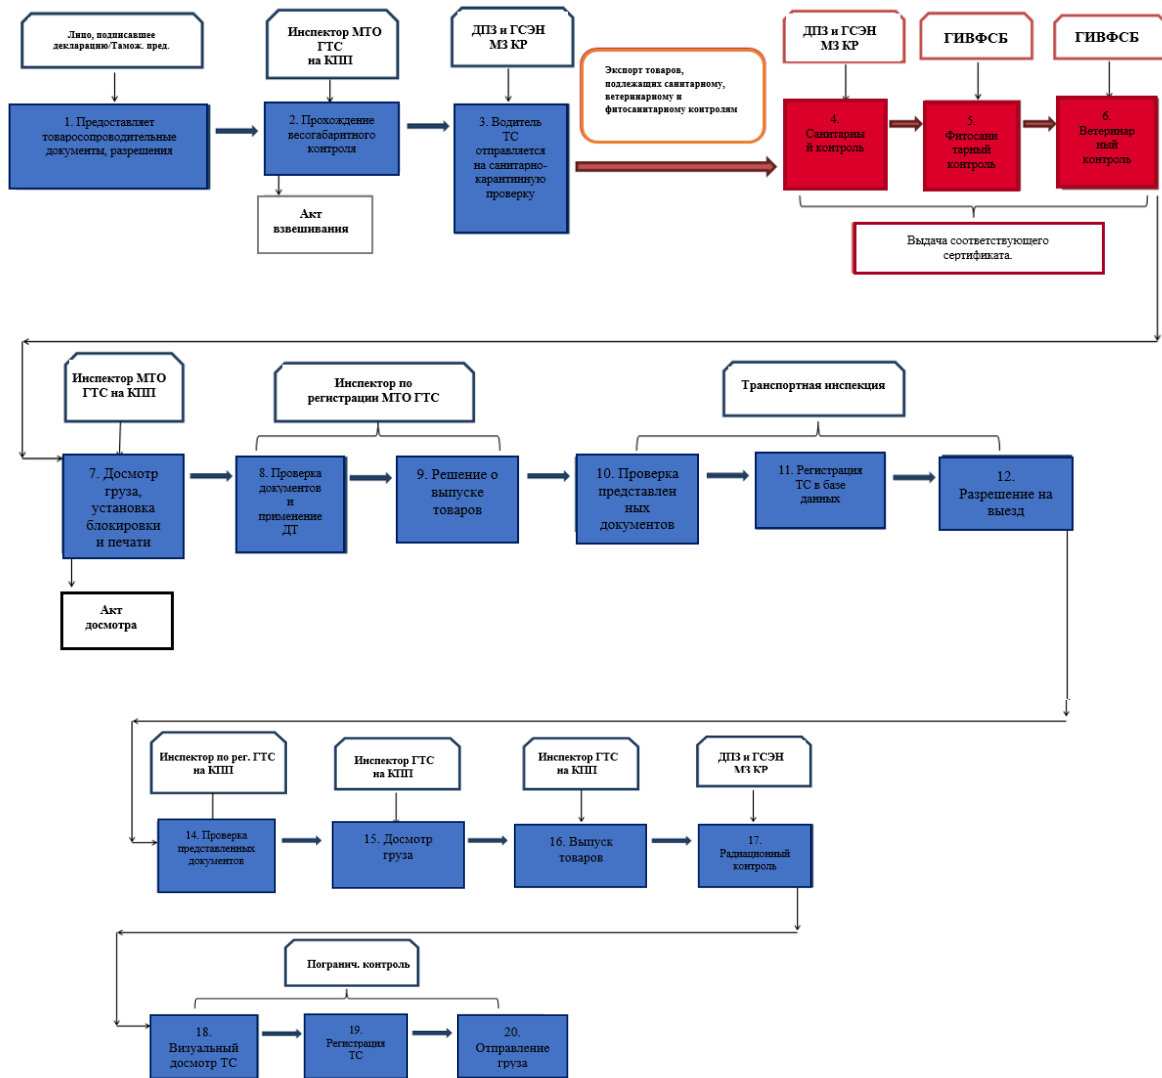 Лицо, подписавшее
декларацию/Тамож. пред.
Инспектор МТО
ГТС
на КПП
ДПЗ и ГСЭН
МЗ КР
Экспорт товаров,
подлежащих санитарному,
ветеринарному и
фитосанитарному контролям
ДПЗ и ГСЭН
МЗ КР
ГИВФСБ
ГИВФСБ
1. Предоставляет
товаросопроводительные
документы, разрешения
2. Прохождение
весогабаритного
контроля
3. Водитель
ТС
отправляется
на санитарно-
карантинную
проверку
4.
Санитарны
й контроль
5.
Фитосани
тарный
контроль
6.
Ветеринар
ный
контроль
Акт
взвешивания
Выдача соответствующего
сертификата.
Инспектор МТО
ГТС на КПП
Инспектор по
регистрации МТО ГТС
Транспортная инспекция
7. Досмотр
груза,
установка
блокировки
и печати
8. Проверка
документов
и
применение
ДТ
9. Решение о
выпуске
товаров
10. Проверка
представлен
ных
документов
11. Регистрация
ТС в базе
данных
12.
Разрешение на
выезд
Акт
досмотра
Инспектор по рег. ГТС
на КПП
Инспектор ГТС
на КПП
Инспектор ГТС
на КПП
ДПЗ и ГСЭН
МЗ КР
14. Проверка
представленных
документов
15. Досмотр
груза
16. Выпуск
товаров
17.
Радиационный
контроль
Погранич. контроль
18.
Визуальный
досмотр ТС
19.
Регистрация
ТС
20.
Отправление
груза